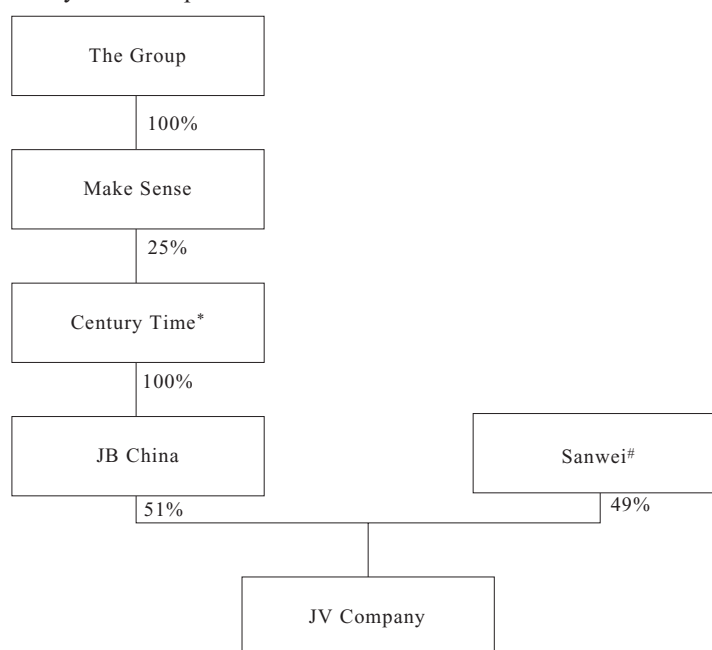 The Group
100%
Make Sense
25%
Century Time*
100%
JB China
Sanwei#
51%
49%
JV Company